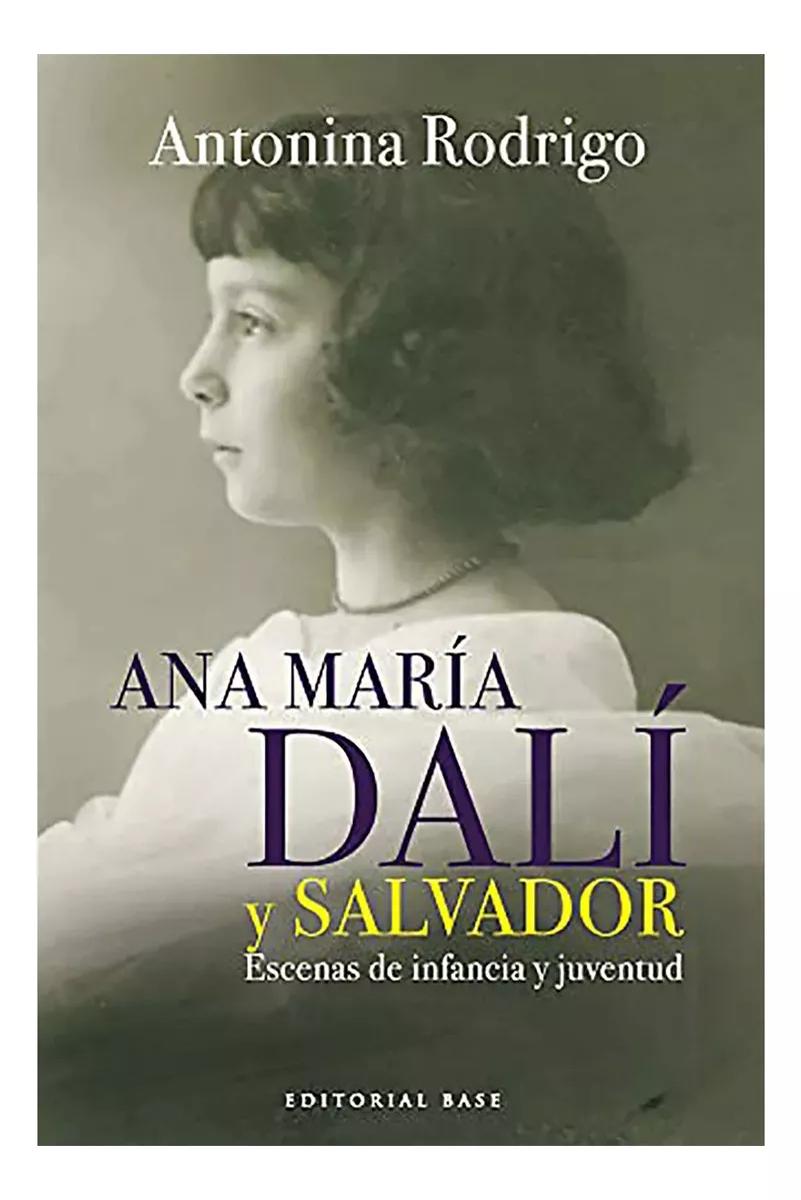 Antonina Rodrigo
ANA MARÍA
DALÍ
y SALVADOR
Escenas de infancia y juventud
EDITORIAL BASE